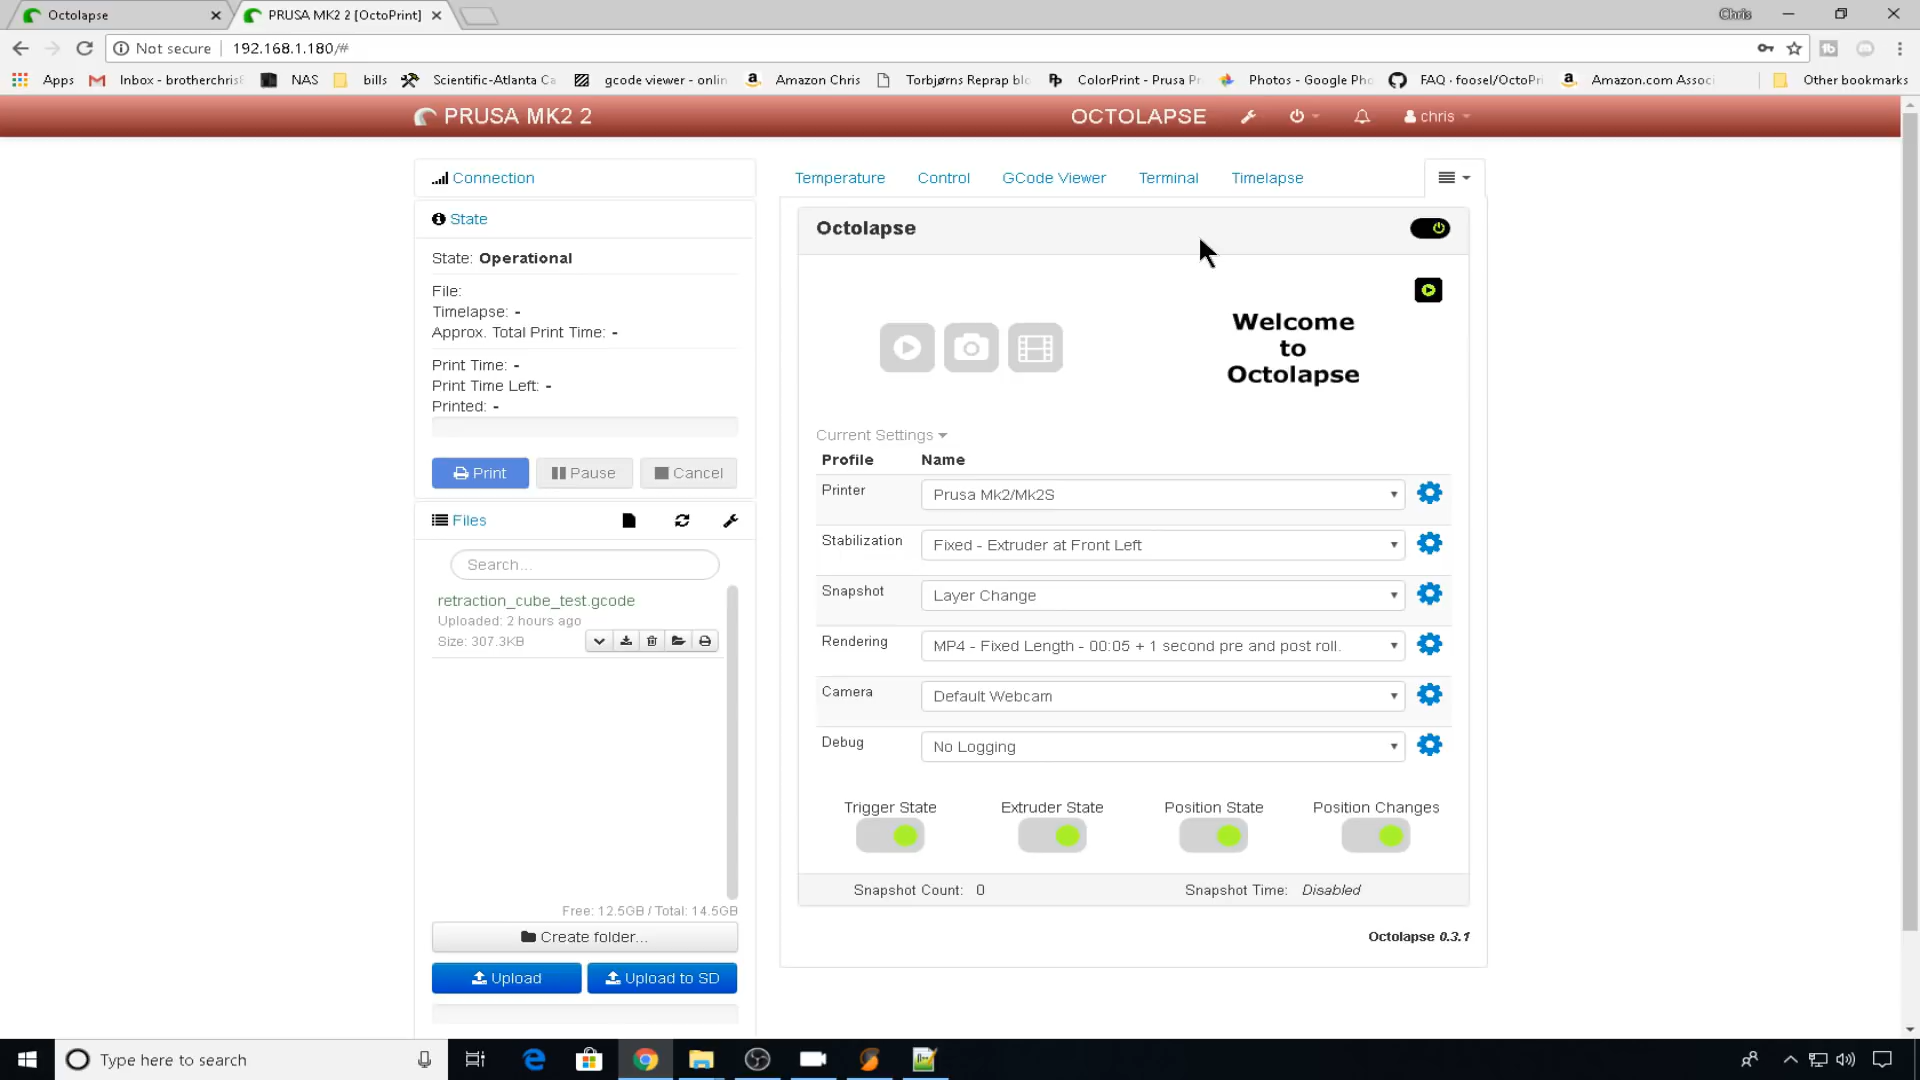 Octolapse
PRUSA MK2 2 [OctoPrint]
Chris
Not secure
192.168.1.180/#
Apps
Inbox - brotherchris
NAS
bills
Scientific-Atlanta Ca
gcode viewer - onlin
Amazon Chris
Torbjørns Reprap blo
ColorPrint - Prusa Pr
Photos - Google Pho
FAQ · foosel/OctoPri
Amazon.com Associ
Other bookmarks
PRUSA MK2 2
OCTOLAPSE
chris
Connection
Temperature
Control
GCode Viewer
Terminal
Timelapse
State
State: Operational
File:
Timelapse: -
Approx. Total Print Time: -
Print Time: -
Print Time Left: -
Printed: -
Print
Pause
Cancel
Files
Search...
retraction_cube_test.gcode
Uploaded: 2 hours ago
Size: 307.3KB
Free: 12.5GB / Total: 14.5GB
Create folder...
Upload
Upload to SD
Octolapse
Welcome
to
Octolapse
Current Settings
Profile
Name
Printer
Prusa Mk2/Mk2S
Stabilization
Fixed - Extruder at Front Left
Snapshot
Layer Change
Rendering
MP4 - Fixed Length - 00:05 + 1 second pre and post roll.
Camera
Default Webcam
Debug
No Logging
Trigger State
Extruder State
Position State
Position Changes
Snapshot Count: 0
Snapshot Time: Disabled
Octolapse 0.3.1
Type here to search